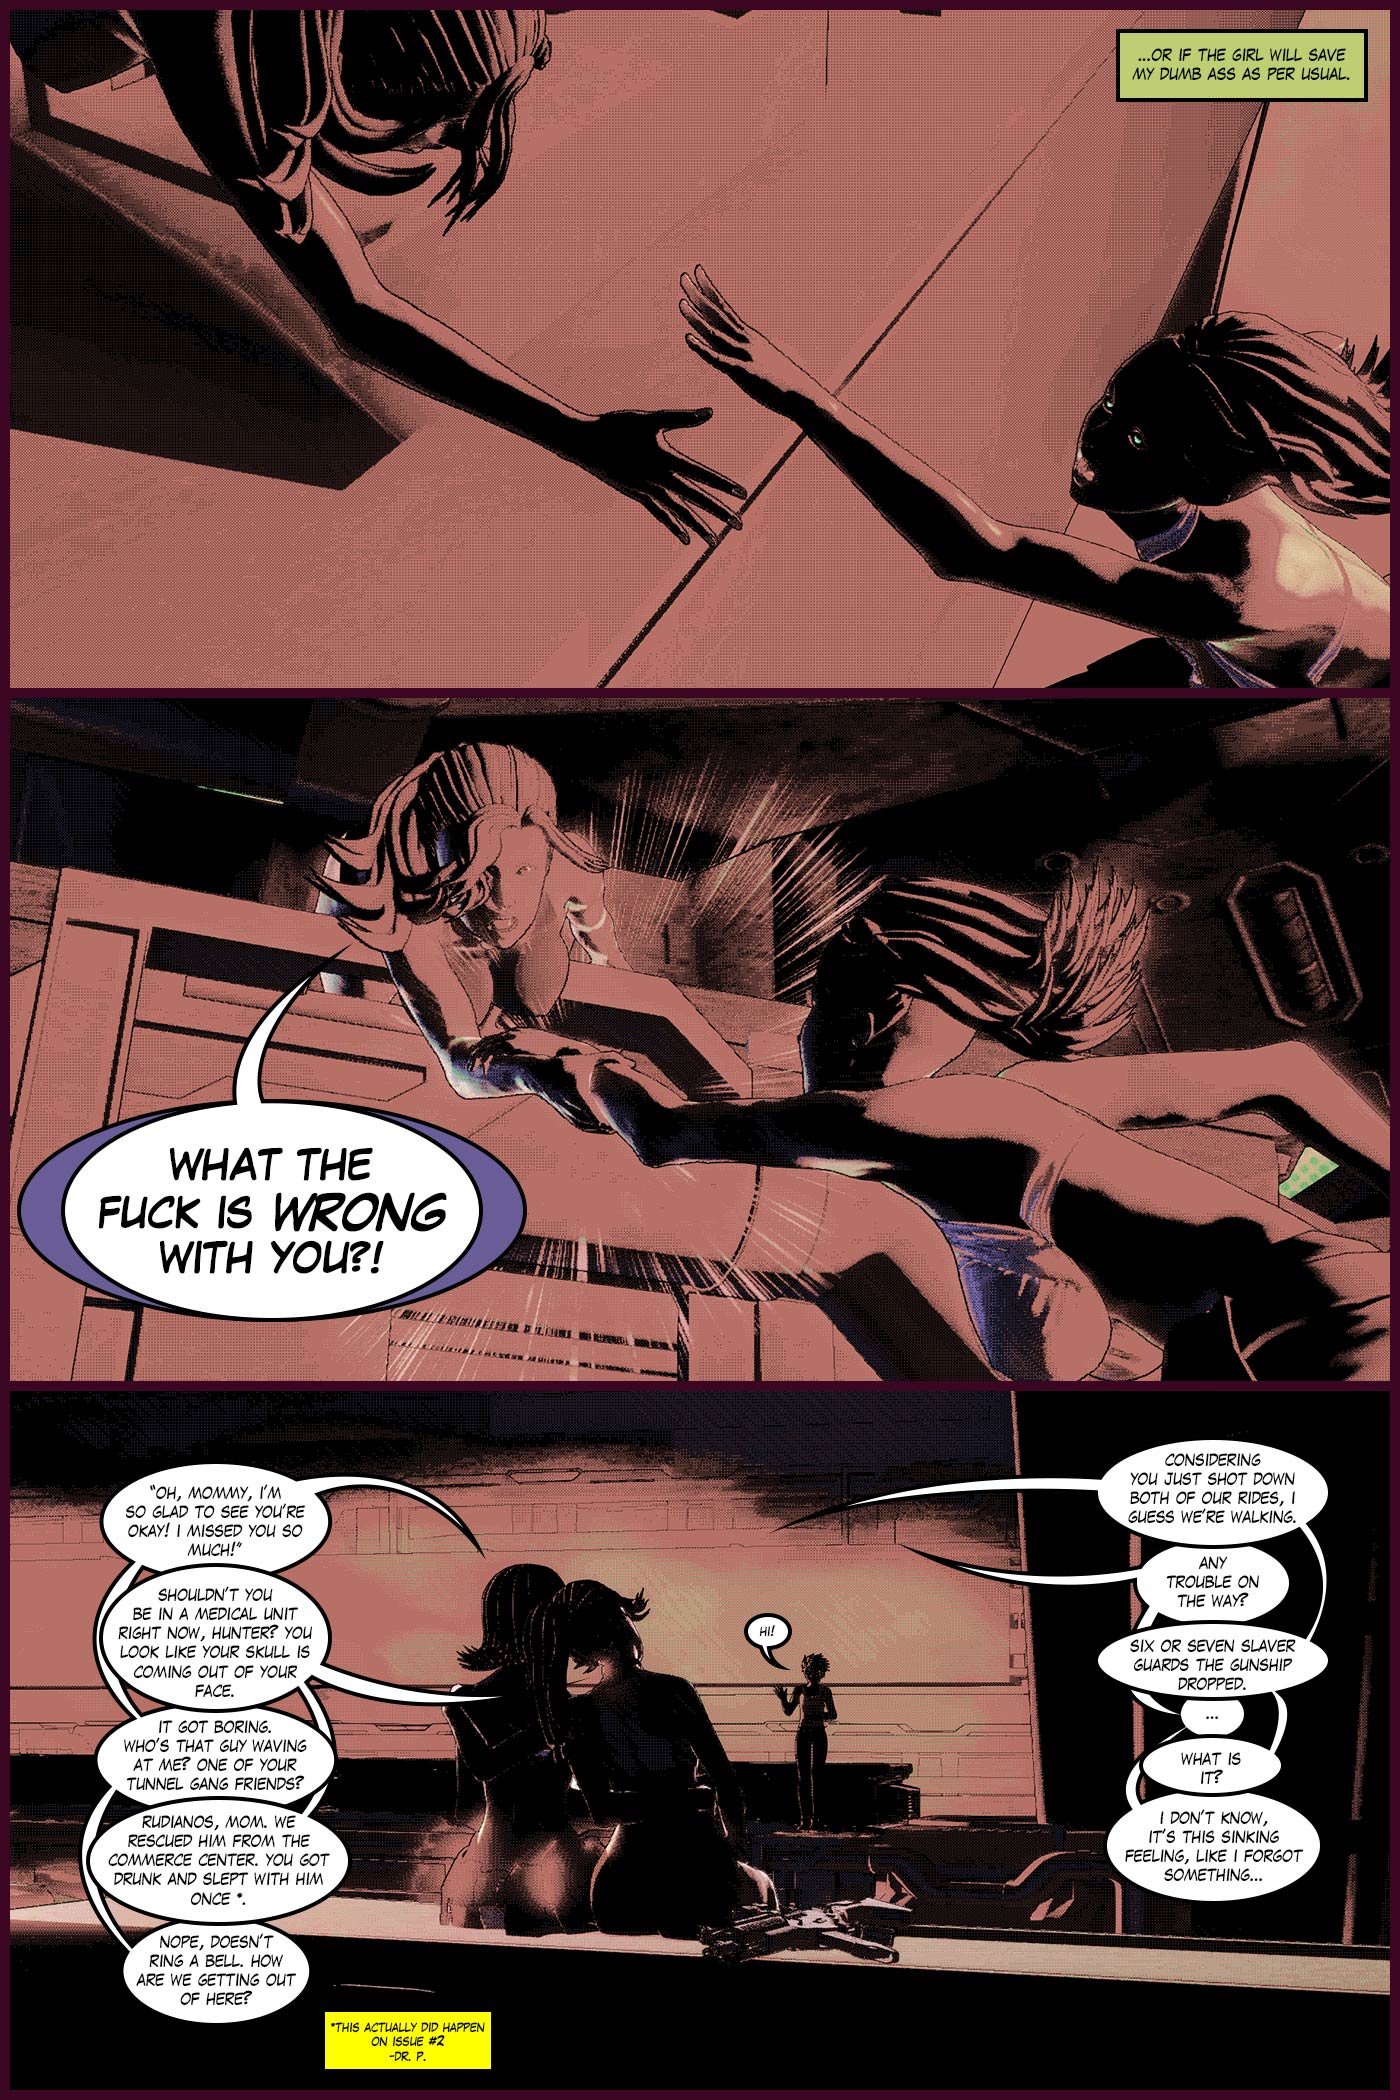 ...OR IF THE GIRL WILL SAVE
MY DUMB ASS AS PER USUAL.
WHAT THE
FUCK IS WRONG
WITH YOU?!
"OH, MOMMY, I'M
SO GLAD TO SEE YOU'RE
OKAY! I MISSED YOU SO
MUCH!"
SHOULDN'T YOU
BE IN A MEDICAL UNIT
RIGHT NOW, HUNTER? YOU
LOOK LIKE YOUR SKULL IS
COMING OUT OF YOUR
FACE.
IT GOT BORING.
WHO'S THAT GUY WAVING
AT ME? ONE OF YOUR
TUNNEL GANG FRIENDS?
RUDIANOS, MOM. WE
RESCUED HIM FROM THE
COMMERCE CENTER. YOU GOT
DRUNK AND SLEPT WITH HIM
ONCE *.
NOPE, DOESN'T
RING A BELL. HOW
ARE WE GETTING OUT
OF HERE?
HI!
CONSIDERING
YOU JUST SHOT DOWN
BOTH OF OUR RIDES, I
GUESS WE'RE WALKING.
ANY
TROUBLE ON
THE WAY?
SIX OR SEVEN SLAVER
GUARDS THE GUNSHIP
DROPPED.
...
WHAT IS
IT?
I DON'T KNOW,
IT'S THIS SINKING
FEELING, LIKE I FORGOT
SOMETHING...
*THIS ACTUALLY DID HAPPEN
ON ISSUE #2
-DR. P.